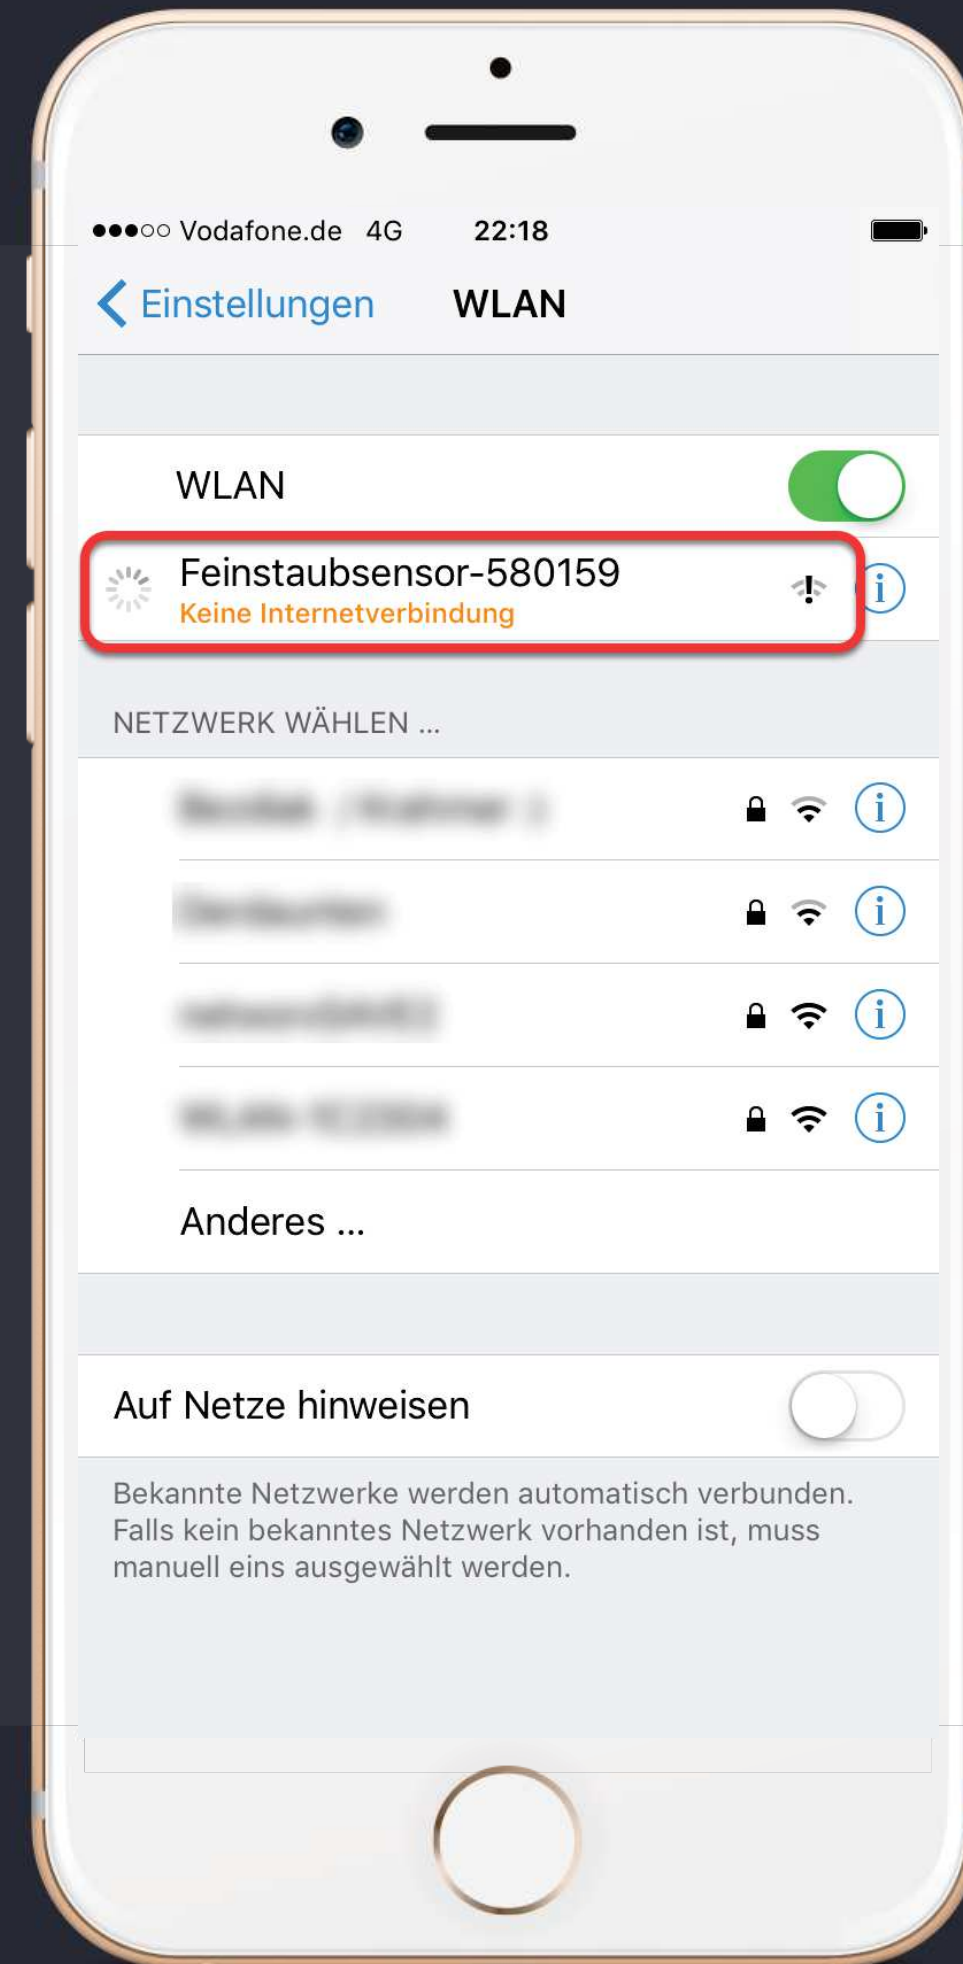 Vodafone.de 4G 22:18
Einstellungen WLAN
WLAN
Feinstaubsensor-580159
Keine Internetverbindung
NETZWERK WÄHLEN ...
Anderes ...
Auf Netze hinweisen
Bekannte Netzwerke werden automatisch verbunden.
Falls kein bekanntes Netzwerk vorhanden ist, muss
manuell eins ausgewählt werden.